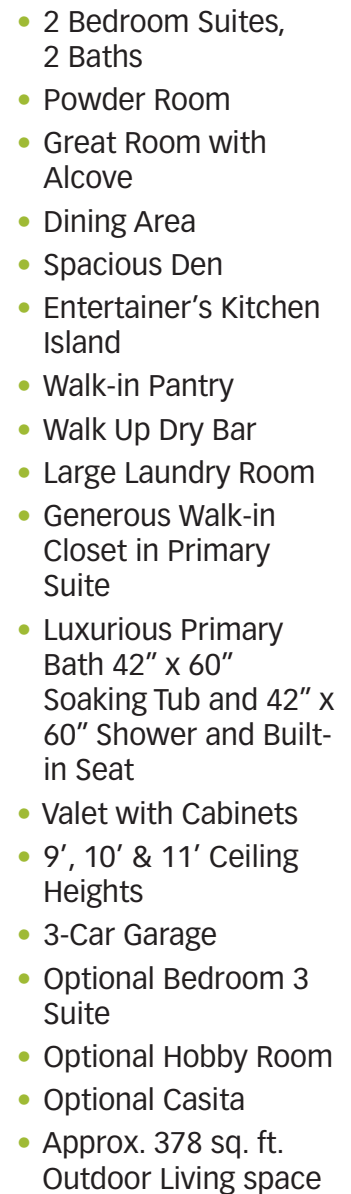 • 2 Bedroom Suites,
2 Baths
• Powder Room
• Great Room with
Alcove
• Dining Area
• Spacious Den
• Entertainer’s Kitchen
Island
• Walk-in Pantry
• Walk Up Dry Bar
• Large Laundry Room
• Generous Walk-in
Closet in Primary
Suite
• Luxurious Primary
Bath 42” x 60”
Soaking Tub and 42” x
60” Shower and Built-
in Seat
• Valet with Cabinets
• 9’, 10’ & 11’ Ceiling
Heights
• 3-Car Garage
• Optional Bedroom 3
Suite
• Optional Hobby Room
• Optional Casita
• Approx. 378 sq. ft.
Outdoor Living space